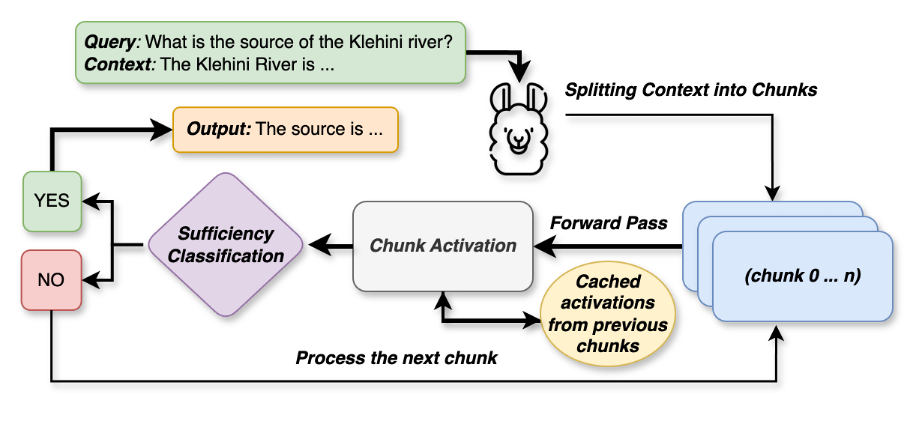 Query: What is the source of the Klehini river?
Context: The Klehini River is ...
Splitting Context into Chunks
Output: The source is ...
YES
NO
Sufficiency
Classification
Chunk Activation
Forward Pass
(chunk 0 ... n)
Cached
activations
from previous
chunks
Process the next chunk